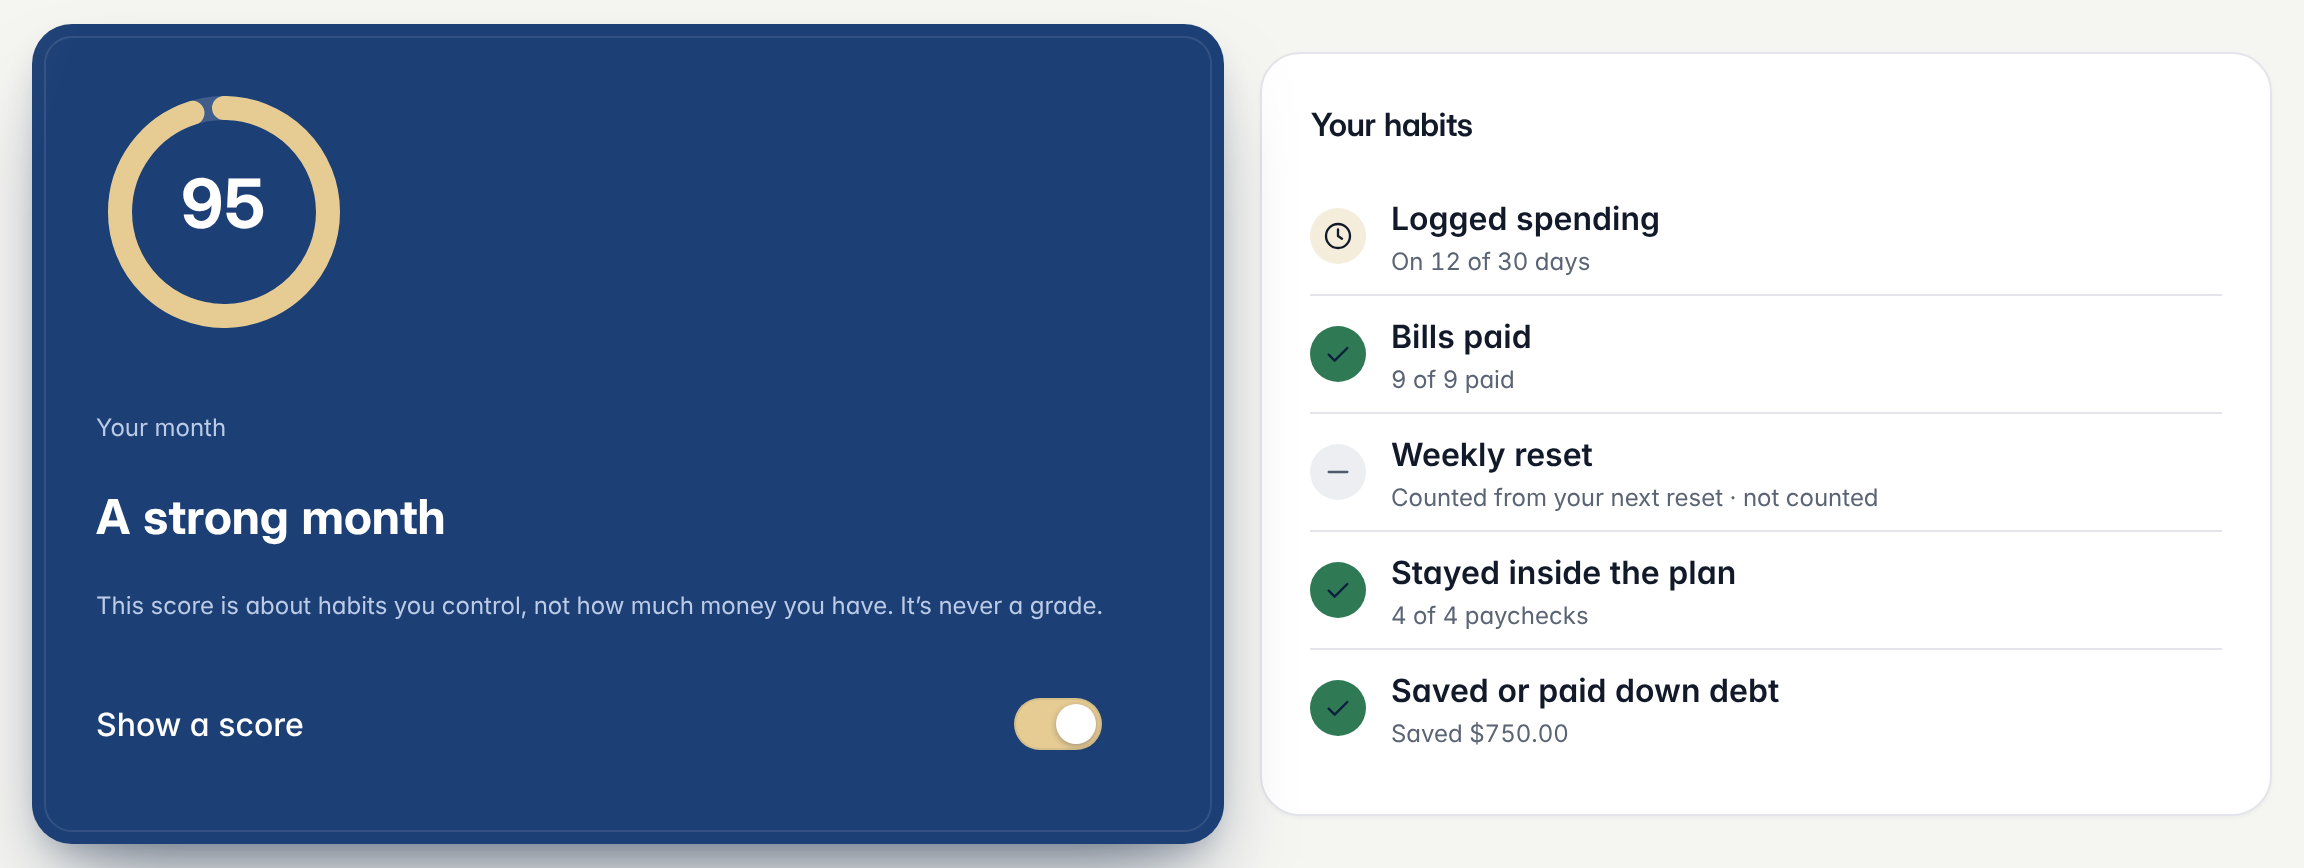 95
Your month
A strong month
This score is about habits you control, not how much money you have. It’s never a grade.
Show a score
Your habits
Logged spending
On 12 of 30 days
Bills paid
9 of 9 paid
Weekly reset
Counted from your next reset · not counted
Stayed inside the plan
4 of 4 paychecks
Saved or paid down debt
Saved $750.00